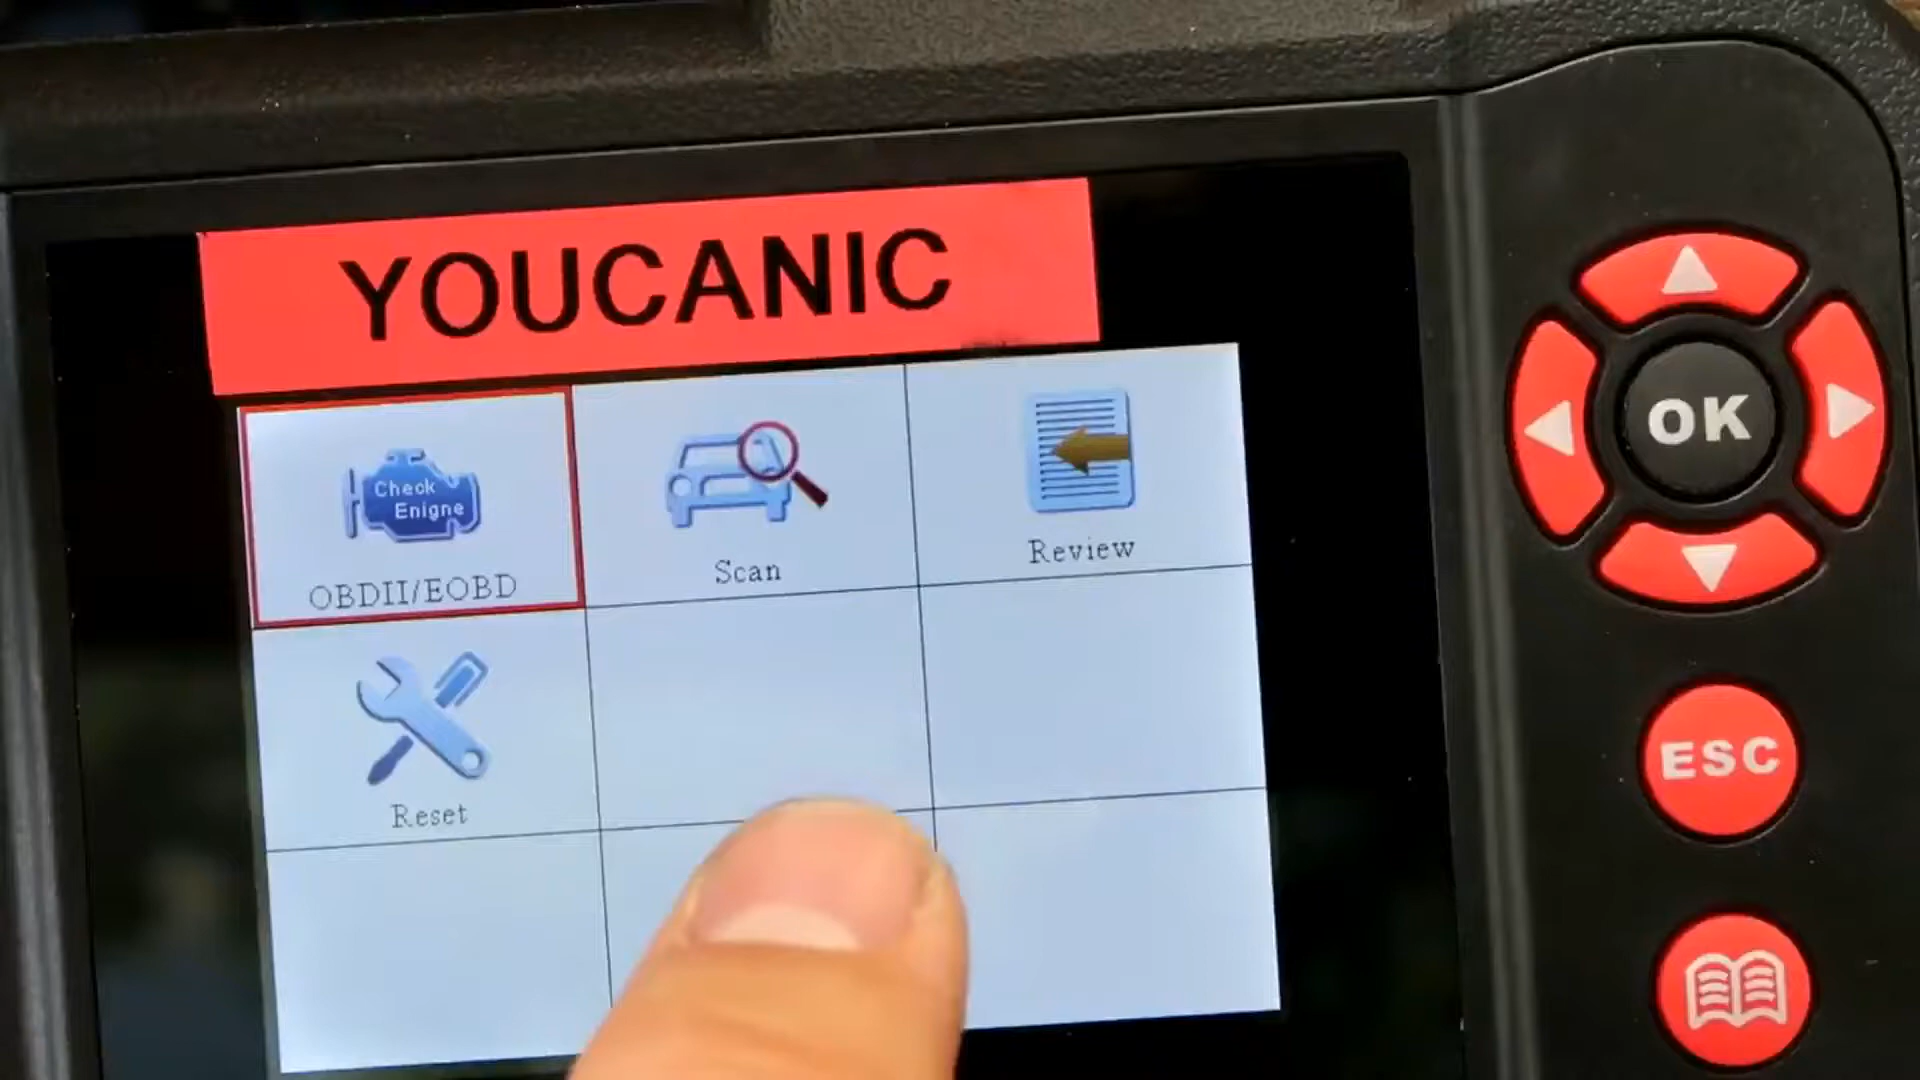 YOUCANIC
Check
Enigne
OBDII/EOBD
Scan
Review
Reset
OK
ESC